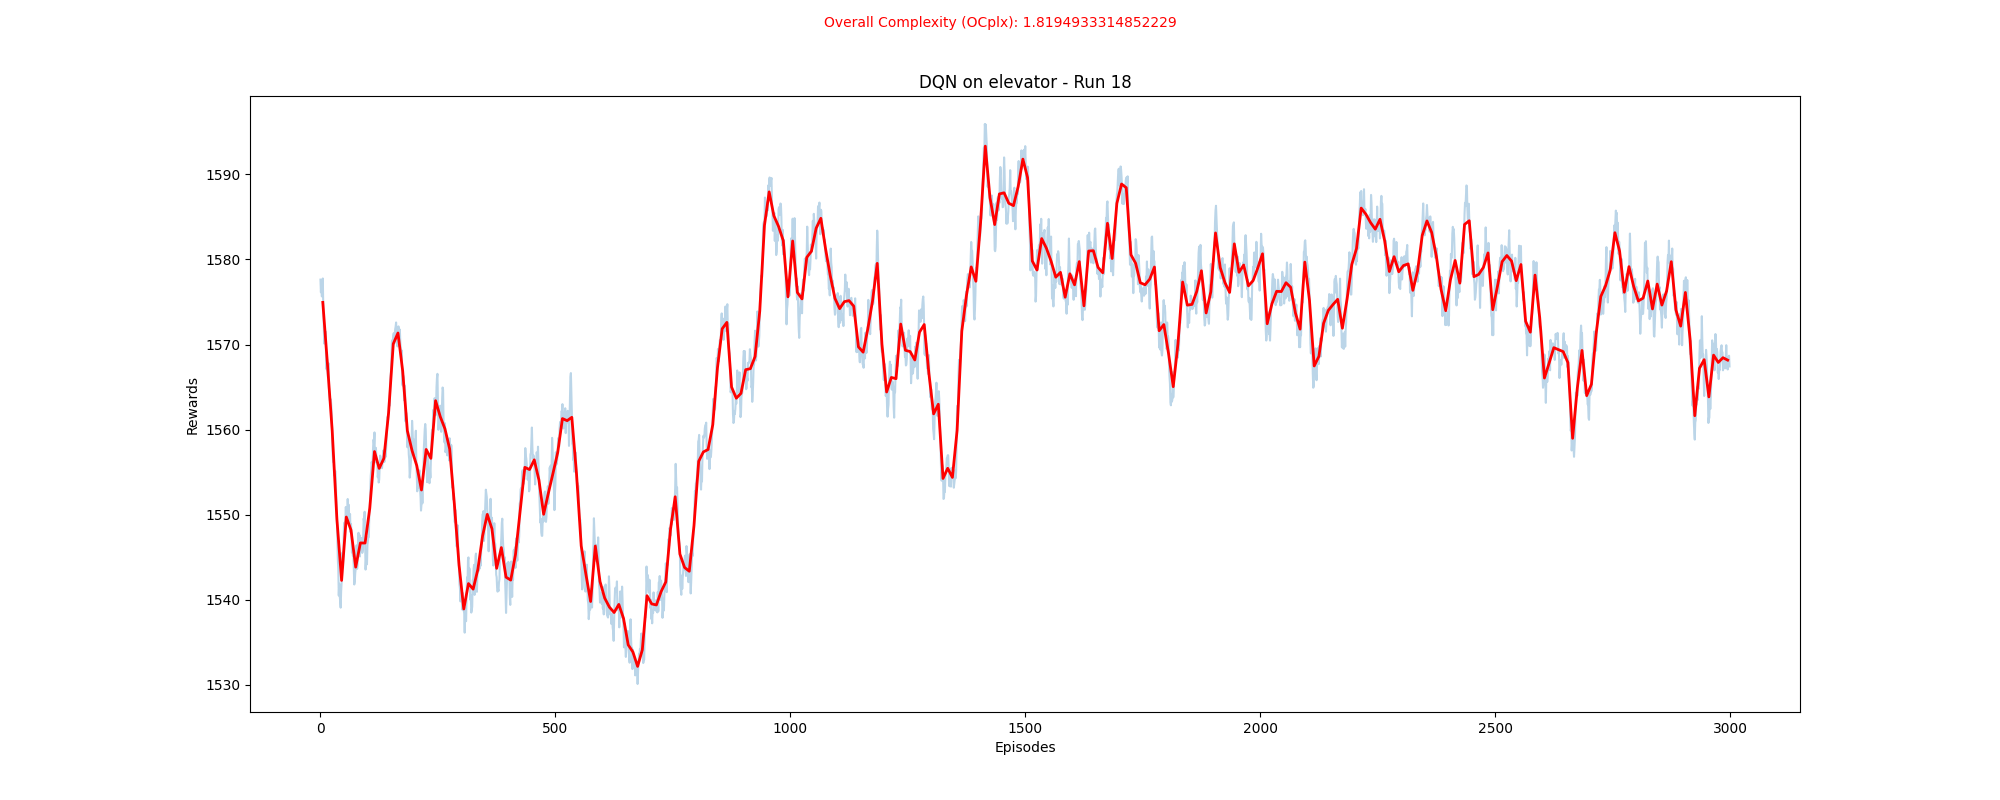 Overall Complexity (OCplx): 1.8194933314852229
DQN on elevator - Run 18
1590
1580
1570
1560
1550
1540
1530
Rewards
0 500 1000 1500 2000 2500 3000
Episodes